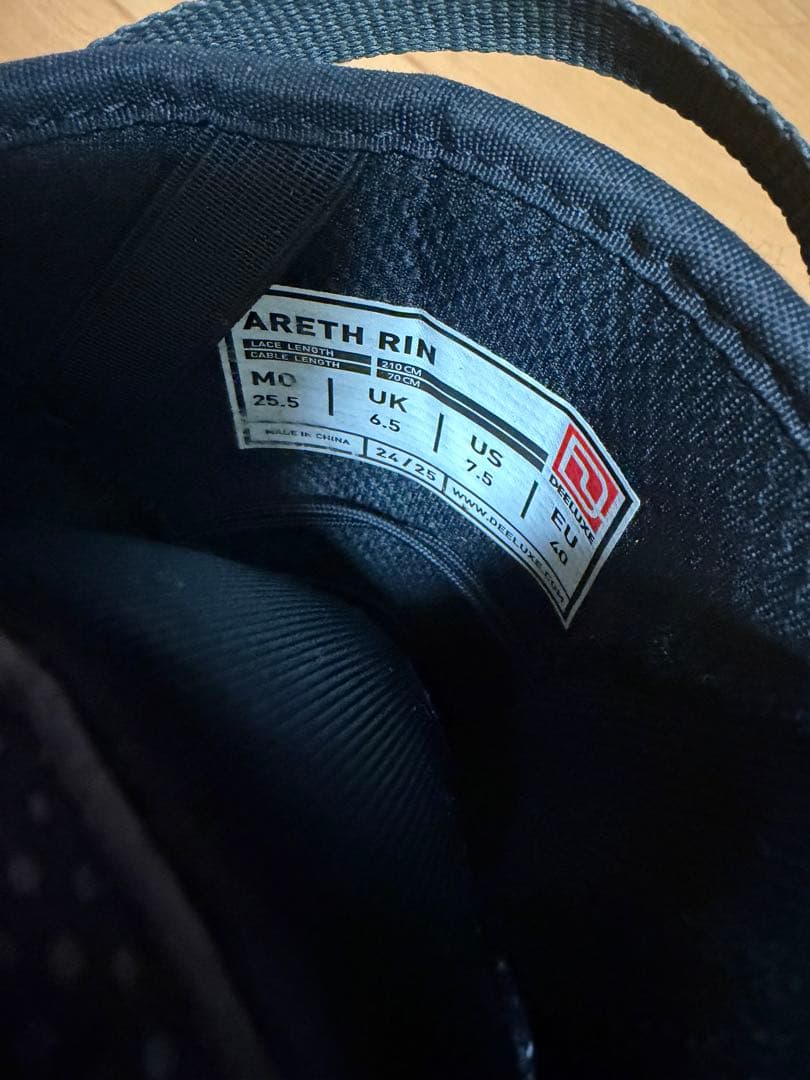 ARETH RIN
LACE LENGTH 210 CM
CABLE LENGTH 70 CM
MO 25.5 | UK 6.5 | US 7.5 | EU 40
MADE IN CHINA | 24/25 | WWW.DEELUXE.COM
DEELUXE